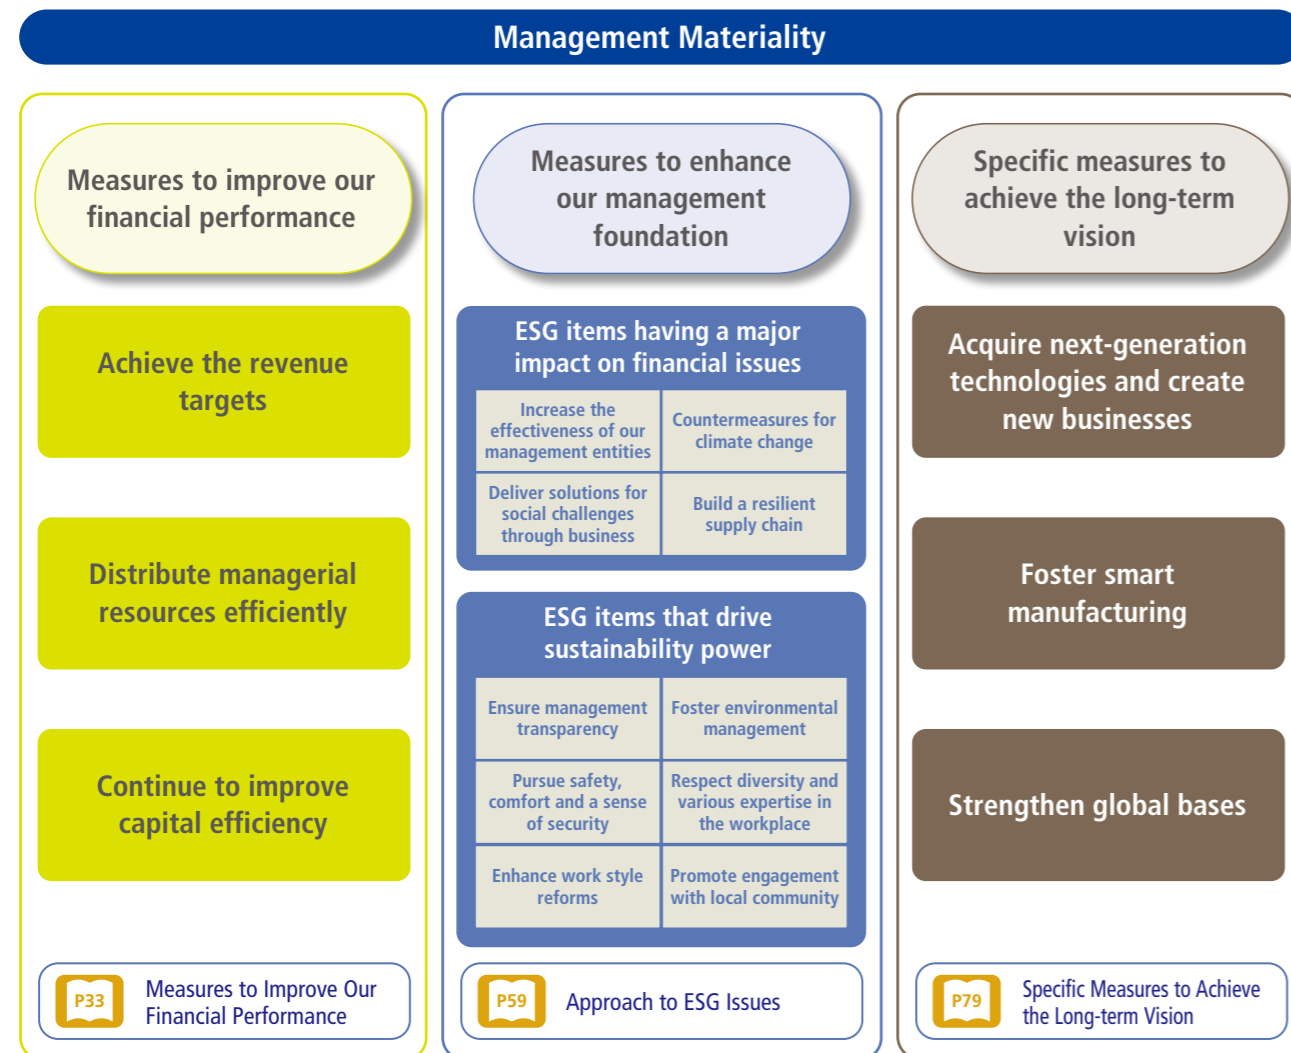 Management Materiality
Measures to improve our
financial performance
Achieve the revenue
targets
Distribute managerial
resources efficiently
Continue to improve
capital efficiency
P33
Measures to Improve Our
Financial Performance
Measures to enhance
our management
foundation
ESG items having a major
impact on financial issues
Increase the
effectiveness of our
management entities
Countermeasures for
climate change
Deliver solutions for
social challenges
through business
Build a resilient
supply chain
ESG items that drive
sustainability power
Ensure management
transparency
Foster environmental
management
Pursue safety,
comfort and a sense
of security
Respect diversity and
various expertise in
the workplace
Enhance work style
reforms
Promote engagement
with local community
P59
Approach to ESG Issues
Specific measures to
achieve the long-term
vision
Acquire next-generation
technologies and create
new businesses
Foster smart
manufacturing
Strengthen global bases
P79
Specific Measures to Achieve
the Long-term Vision